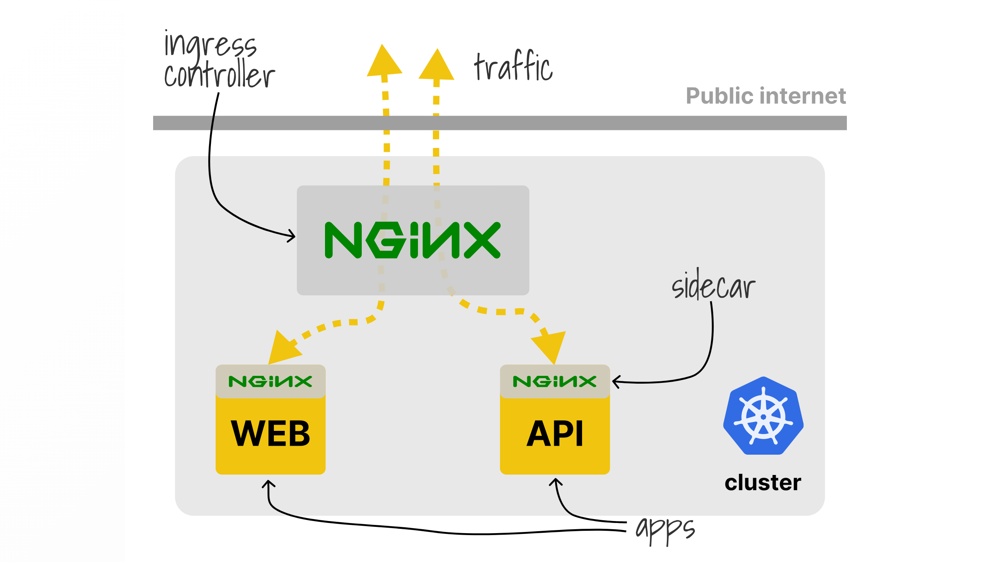 ingress
controller
traffic
Public internet
NGiNX
sidecar
NGiNX
NGiNX
WEB
API
cluster
apps